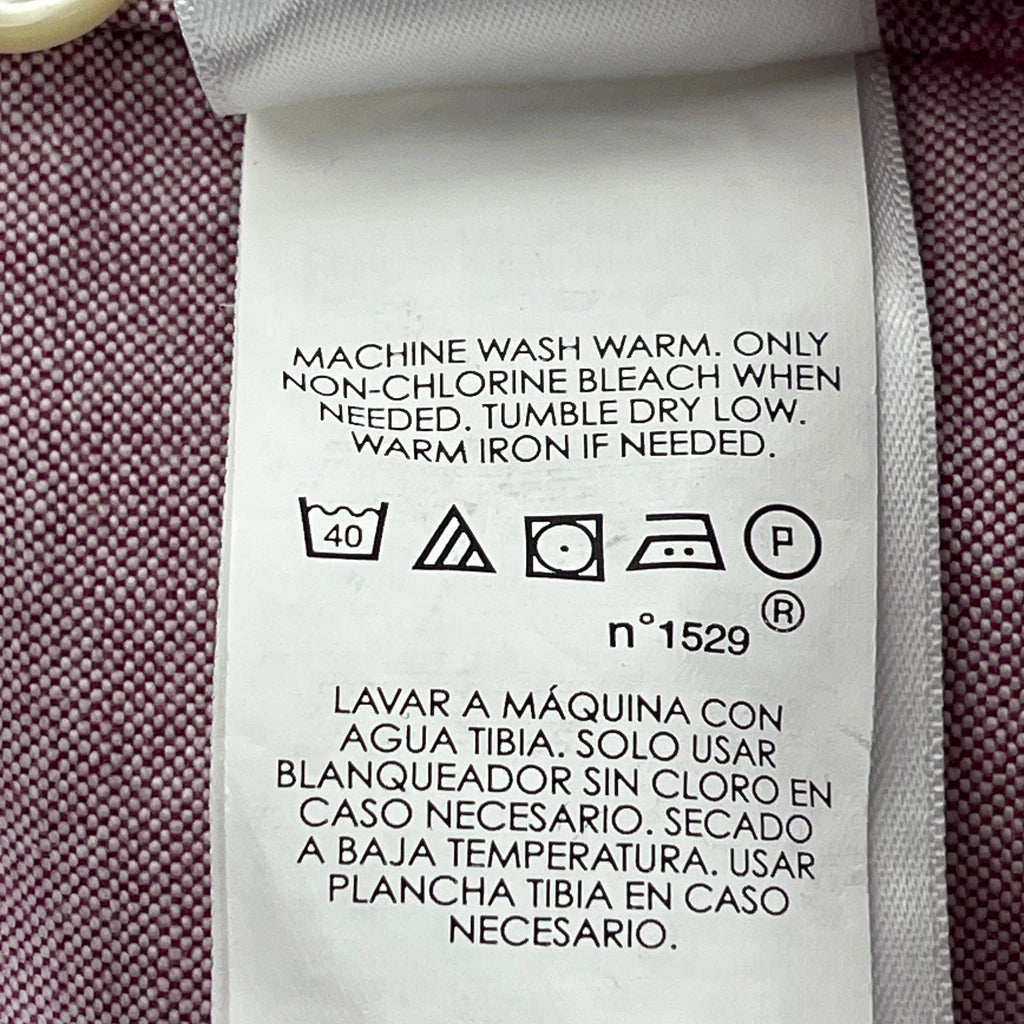 MACHINE WASH WARM. ONLY
NON-CHLORINE BLEACH WHEN
NEEDED. TUMBLE DRY LOW.
WARM IRON IF NEEDED.
40 P
n°1529 ®
LAVAR A MÁQUINA CON
AGUA TIBIA. SOLO USAR
BLANQUEADOR SIN CLORO EN
CASO NECESARIO. SECADO
A BAJA TEMPERATURA. USAR
PLANCHA TIBIA EN CASO
NECESARIO.